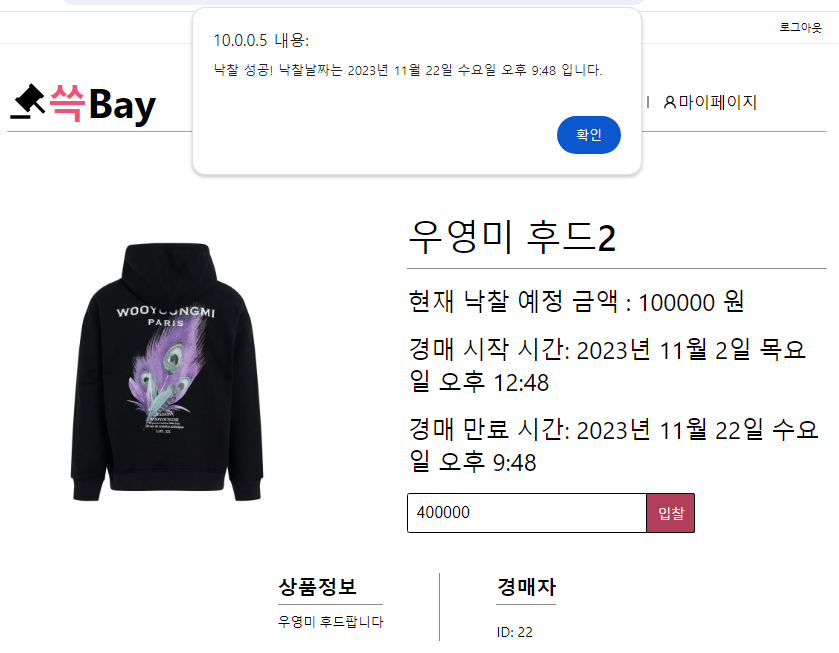 로그아웃
10.0.0.5 내용:
낙찰 성공! 낙찰날짜는 2023년 11월 22일 수요일 오후 9:48 입니다.
확인
쓱Bay
| 마이페이지
우영미 후드2
현재 낙찰 예정 금액 : 100000 원
경매 시작 시간: 2023년 11월 2일 목요
일 오후 12:48
경매 만료 시간: 2023년 11월 22일 수요
일 오후 9:48
400000
입찰
WOOYOUNGMI
PARIS
상품정보
우영미 후드팝니다
경매자
ID: 22